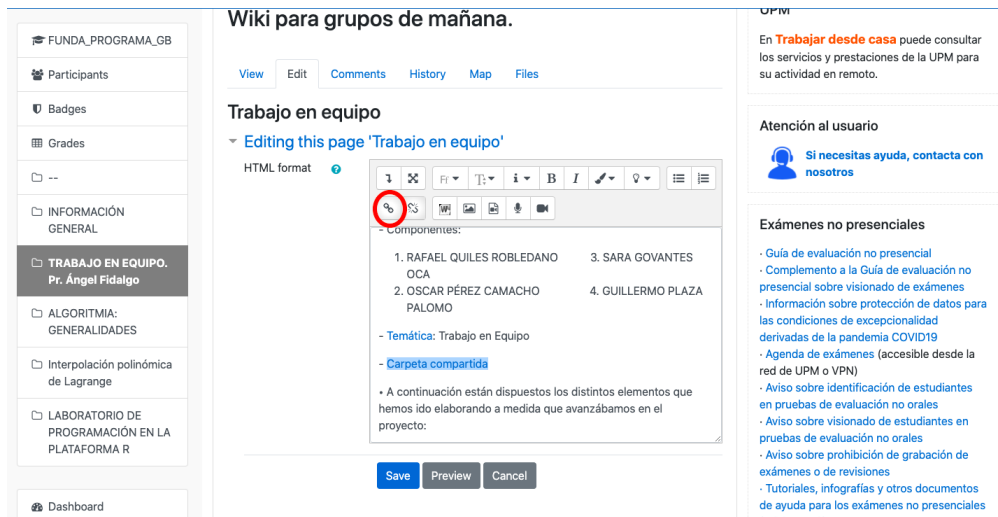 FUNDA_PROGRAMA_GB
Participants
Badges
Grades
--
INFORMACIÓN
GENERAL
TRABAJO EN EQUIPO.
Pr. Ángel Fidalgo
ALGORITMIA:
GENERALIDADES
Interpolación polinómica
de Lagrange
LABORATORIO DE
PROGRAMACIÓN EN LA
PLATAFORMA R
Dashboard
Wiki para grupos de mañana.
View Edit Comments History Map Files
Trabajo en equipo
Editing this page 'Trabajo en equipo'
HTML format
- Componentes:
1. RAFAEL QUILES ROBLEDANO 3. SARA GOVANTES
OCA
2. OSCAR PÉREZ CAMACHO 4. GUILLERMO PLAZA
PALOMO
- Temática: Trabajo en Equipo
- Carpeta compartida
• A continuación están dispuestos los distintos elementos que
hemos ido elaborando a medida que avanzábamos en el
proyecto:
Save Preview Cancel
UPM
En Trabajar desde casa puede consultar
los servicios y prestaciones de la UPM para
su actividad en remoto.
Atención al usuario
Si necesitas ayuda, contacta con
nosotros
Exámenes no presenciales
· Guía de evaluación no presencial
· Complemento a la Guía de evaluación no
presencial sobre visionado de exámenes
· Información sobre protección de datos para
las condiciones de excepcionalidad
derivadas de la pandemia COVID19
· Agenda de exámenes (accesible desde la
red de UPM o VPN)
· Aviso sobre identificación de estudiantes
en pruebas de evaluación no orales
· Aviso sobre visionado de estudiantes en
pruebas de evaluación no orales
· Aviso sobre prohibición de grabación de
exámenes o de revisiones
· Tutoriales, infografías y otros documentos
de ayuda para los exámenes no presenciales